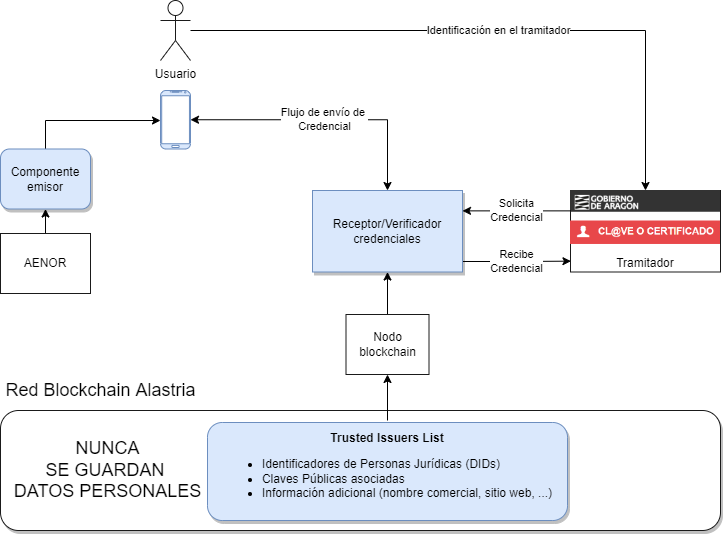 Identificación en el tramitador
Usuario
Flujo de envío de
Credencial
Componente
emisor
AENOR
Receptor/Verificador
credenciales
Solicita
Credencial
Recibe
Credencial
GOBIERNO
DE ARAGON
CL@VE O CERTIFICADO
Tramitador
Nodo
blockchain
Red Blockchain Alastria
NUNCA
SE GUARDAN
DATOS PERSONALES
Trusted Issuers List
• Identificadores de Personas Jurídicas (DIDs)
• Claves Públicas asociadas
• Información adicional (nombre comercial, sitio web, ...)